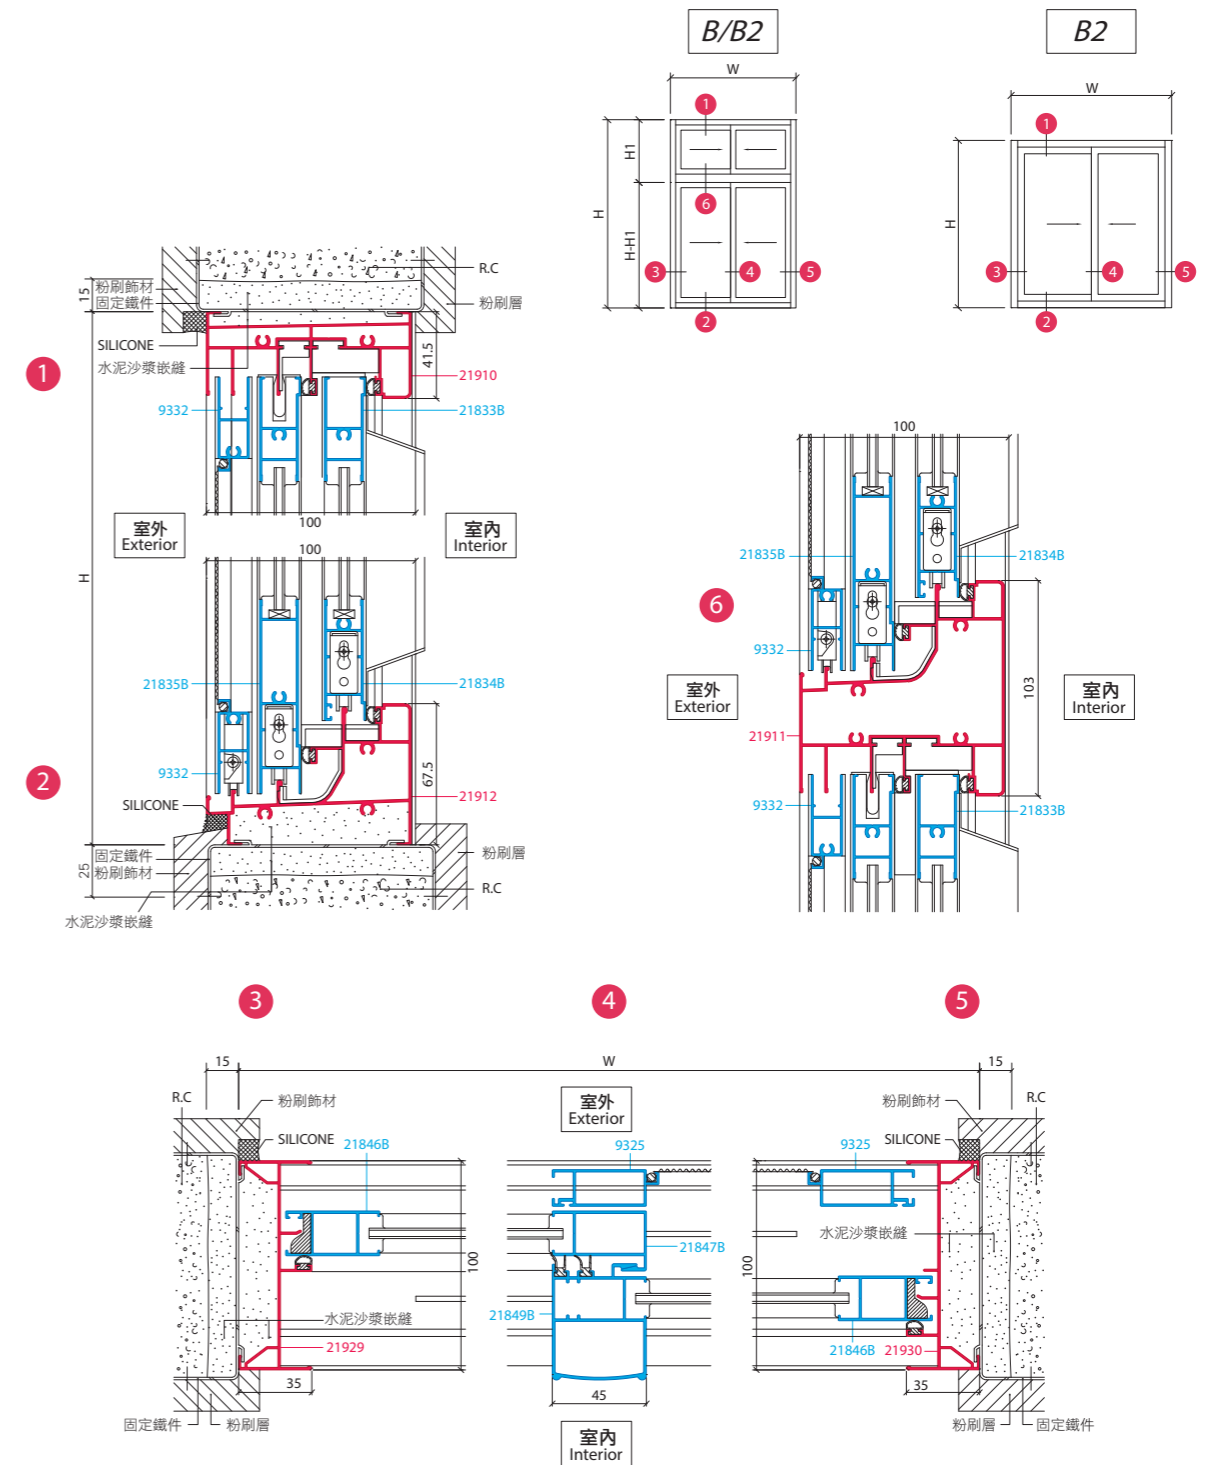 B/B2
B2
W
1
H1
H
6
H-H1
3
4
5
2
W
1
H
3
4
5
2
1
15
粉刷飾材
固定鐵件
R.C
粉刷層
SILICONE
水泥沙漿嵌縫
41.5
21910
9332
21833B
100
室外
Exterior
室內
Interior
H
2
100
21835B
21834B
9332
67.5
SILICONE
21912
固定鐵件
粉刷飾材
25
粉刷層
R.C
水泥沙漿嵌縫
6
100
21835B
21834B
9332
室外
Exterior
103
室內
Interior
21911
9332
21833B
3
4
5
15
W
15
R.C
粉刷飾材
室外
Exterior
粉刷飾材
R.C
SILICONE
21846B
9325
9325
SILICONE
100
21847B
水泥沙漿嵌縫
100
21849B
水泥沙漿嵌縫
21929
21846B
21930
35
45
35
固定鐵件
粉刷層
室內
Interior
粉刷層
固定鐵件